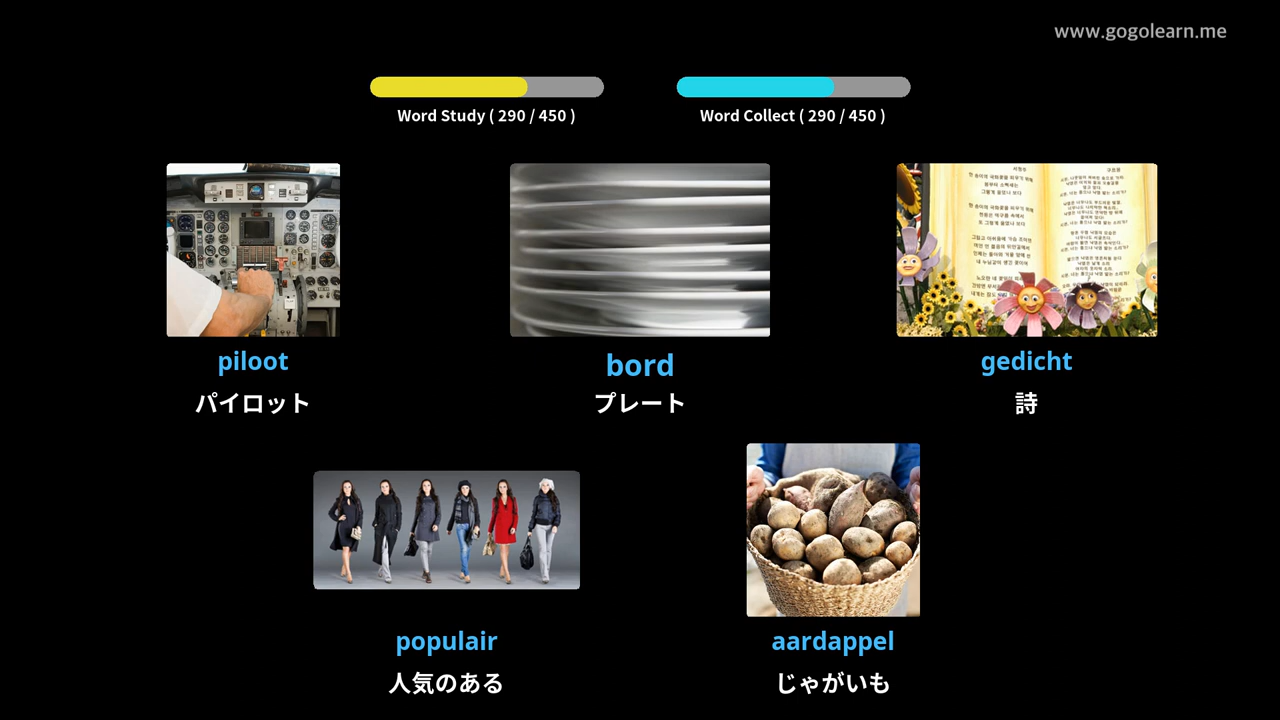 www.gogolearn.me
Word Study ( 290 / 450 )
Word Collect ( 290 / 450 )
piloot
パイロット
bord
プレート
gedicht
詩
populair
人気のある
aardappel
じゃがいも